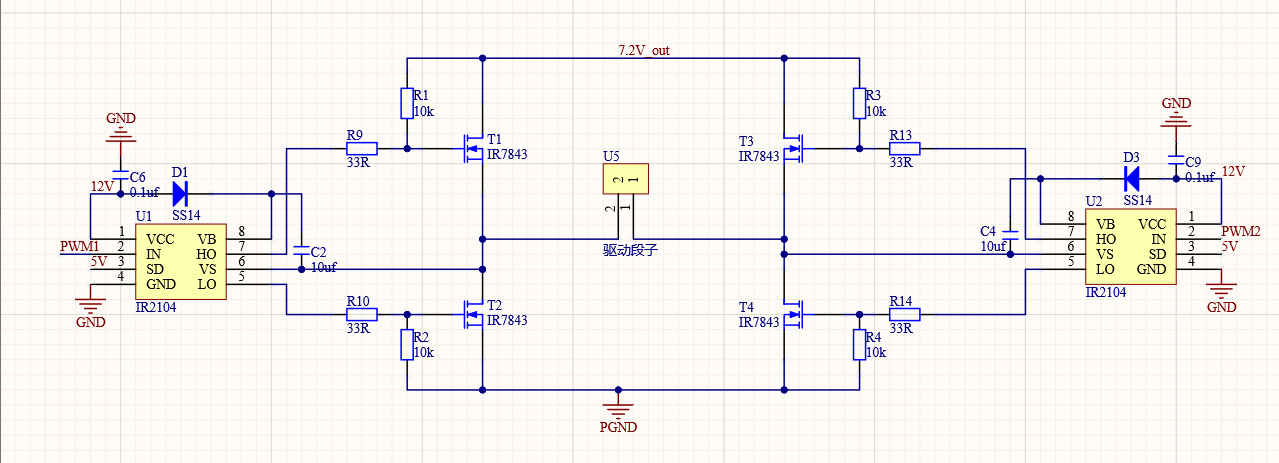 7.2V_out
R1
10k
R3
10k
GND
GND
R9
33R
T1
IR7843
T3
IR7843
R13
33R
U5
2 1
2 1
驱动段子
C6
0.1uf
12V
D1
SS14
D3
SS14
C9
0.1uf
12V
U1
1 VCC VB 8
PWM1 2 IN HO 7
5V 3 SD VS 6
4 GND LO 5
IR2104
GND
C2
10uf
C4
10uf
U2
8 VB VCC 1
7 HO IN 2 PWM2
6 VS SD 3 5V
5 LO GND 4
IR2104
GND
R10
33R
T2
IR7843
T4
IR7843
R14
33R
R2
10k
R4
10k
PGND